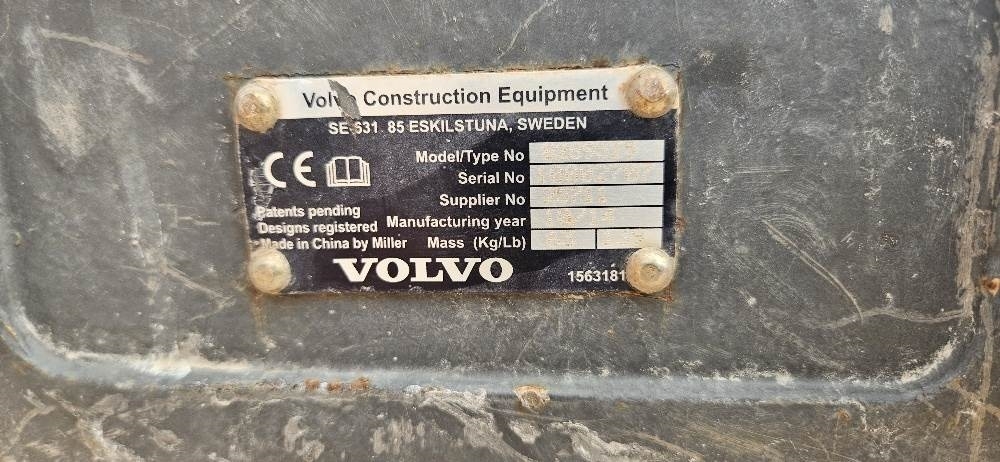 Volvo Construction Equipment
SE-631 85 ESKILSTUNA, SWEDEN
Model/Type No
Serial No
Supplier No
Patents pending
Designs registered Manufacturing year
Made in China by Miller Mass (Kg/Lb)
VOLVO 1563181